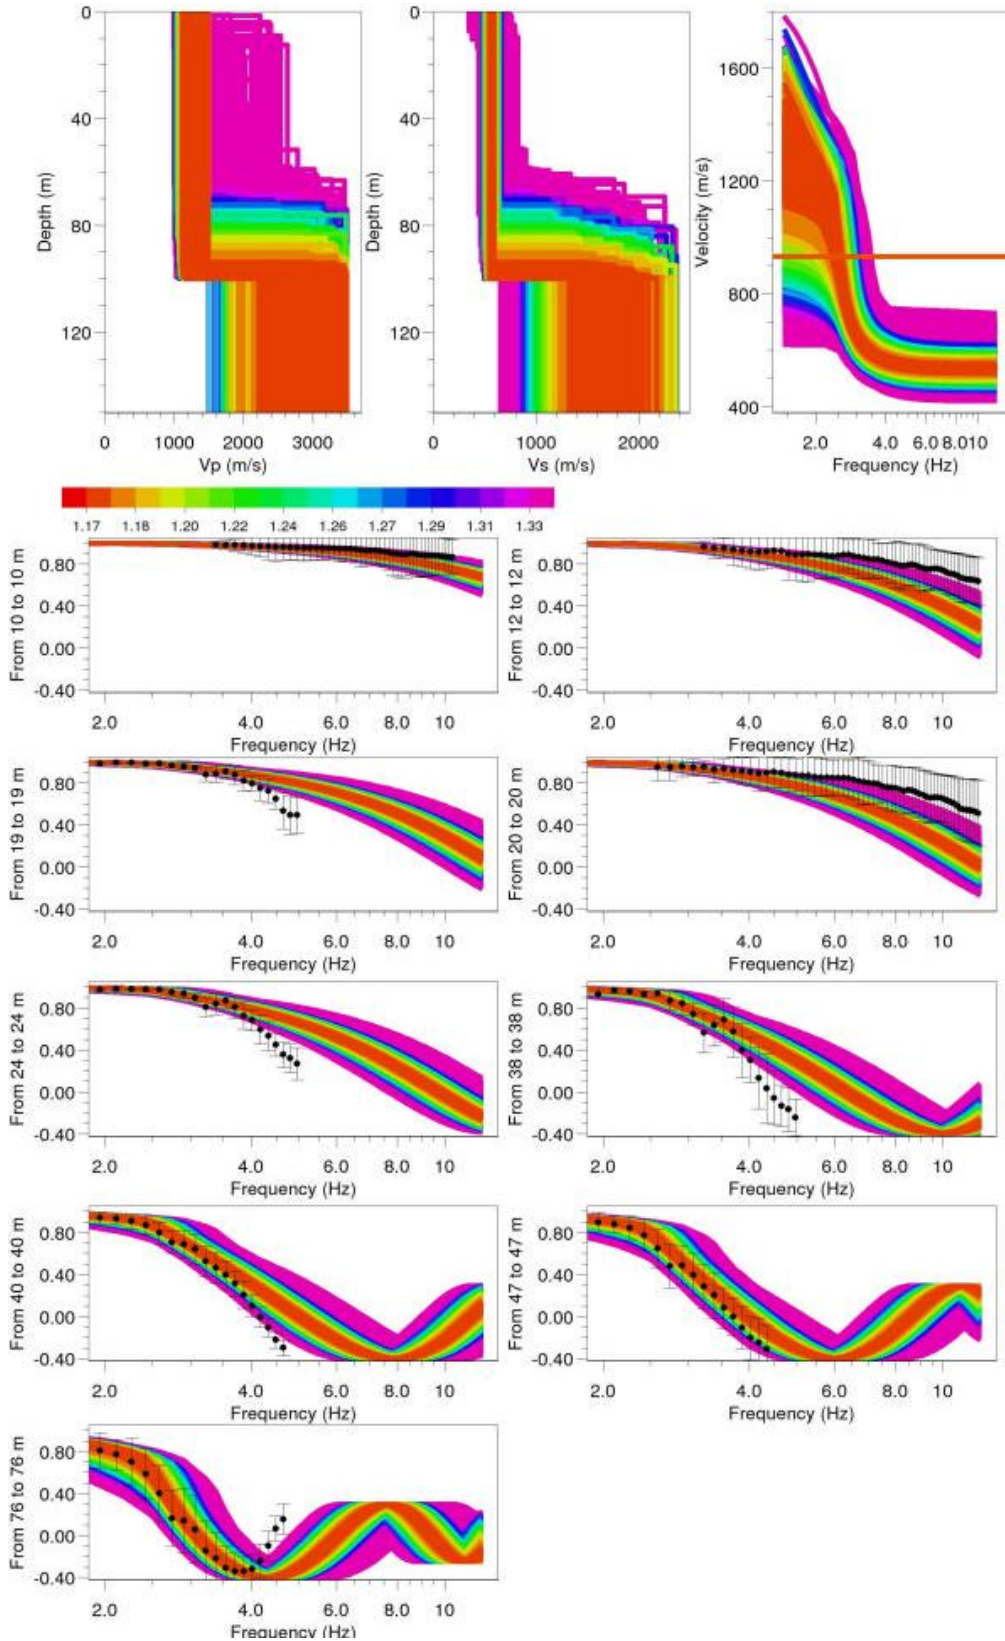 0
40
80
120
Depth (m)
0 1000 2000 3000
Vp (m/s)
0
40
80
120
Depth (m)
0 1000 2000
Vs (m/s)
1600
1200
800
400
Velocity (m/s)
2.0 4.0 6.0 8.0 10
Frequency (Hz)
1.17 1.18 1.20 1.22 1.24 1.26 1.27 1.29 1.31 1.33
From 10 to 10 m
0.80
0.40
0.00
-0.40
2.0 4.0 6.0 8.0 10
Frequency (Hz)
From 12 to 12 m
0.80
0.40
0.00
-0.40
2.0 4.0 6.0 8.0 10
Frequency (Hz)
From 19 to 19 m
0.80
0.40
0.00
-0.40
2.0 4.0 6.0 8.0 10
Frequency (Hz)
From 20 to 20 m
0.80
0.40
0.00
-0.40
2.0 4.0 6.0 8.0 10
Frequency (Hz)
From 24 to 24 m
0.80
0.40
0.00
-0.40
2.0 4.0 6.0 8.0 10
Frequency (Hz)
From 38 to 38 m
0.80
0.40
0.00
-0.40
2.0 4.0 6.0 8.0 10
Frequency (Hz)
From 40 to 40 m
0.80
0.40
0.00
-0.40
2.0 4.0 6.0 8.0 10
Frequency (Hz)
From 47 to 47 m
0.80
0.40
0.00
-0.40
2.0 4.0 6.0 8.0 10
Frequency (Hz)
From 76 to 76 m
0.80
0.40
0.00
-0.40
2.0 4.0 6.0 8.0 10
Frequency (Hz)